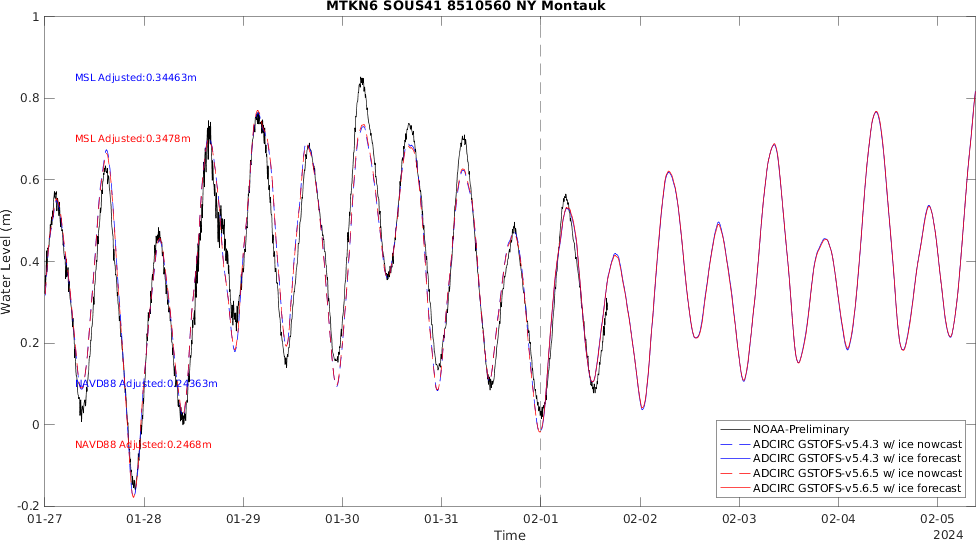 MTKN6 SOUS41 8510560 NY Montauk
1
0.8
0.6
0.4
0.2
0
-0.2
Water Level (m)
MSL Adjusted:0.34463m
MSL Adjusted:0.3478m
NAVD88 Adjusted:0.24363m
NAVD88 Adjusted:0.2468m
NOAA-Preliminary
ADCIRC GSTOFS-v5.4.3 w/ ice nowcast
ADCIRC GSTOFS-v5.4.3 w/ ice forecast
ADCIRC GSTOFS-v5.6.5 w/ ice nowcast
ADCIRC GSTOFS-v5.6.5 w/ ice forecast
01-27 01-28 01-29 01-30 01-31 02-01 02-02 02-03 02-04 02-05
Time
2024